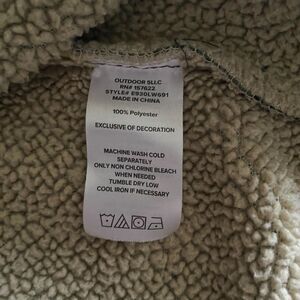 OUTDOOR 5LLC
RN# 157622
STYLE# E930LW691
MADE IN CHINA
100% Polyester
EXCLUSIVE OF DECORATION
MACHINE WASH COLD
SEPARATELY
ONLY NON CHLORINE BLEACH
WHEN NEEDED
TUMBLE DRY LOW
COOL IRON IF NECESSARY